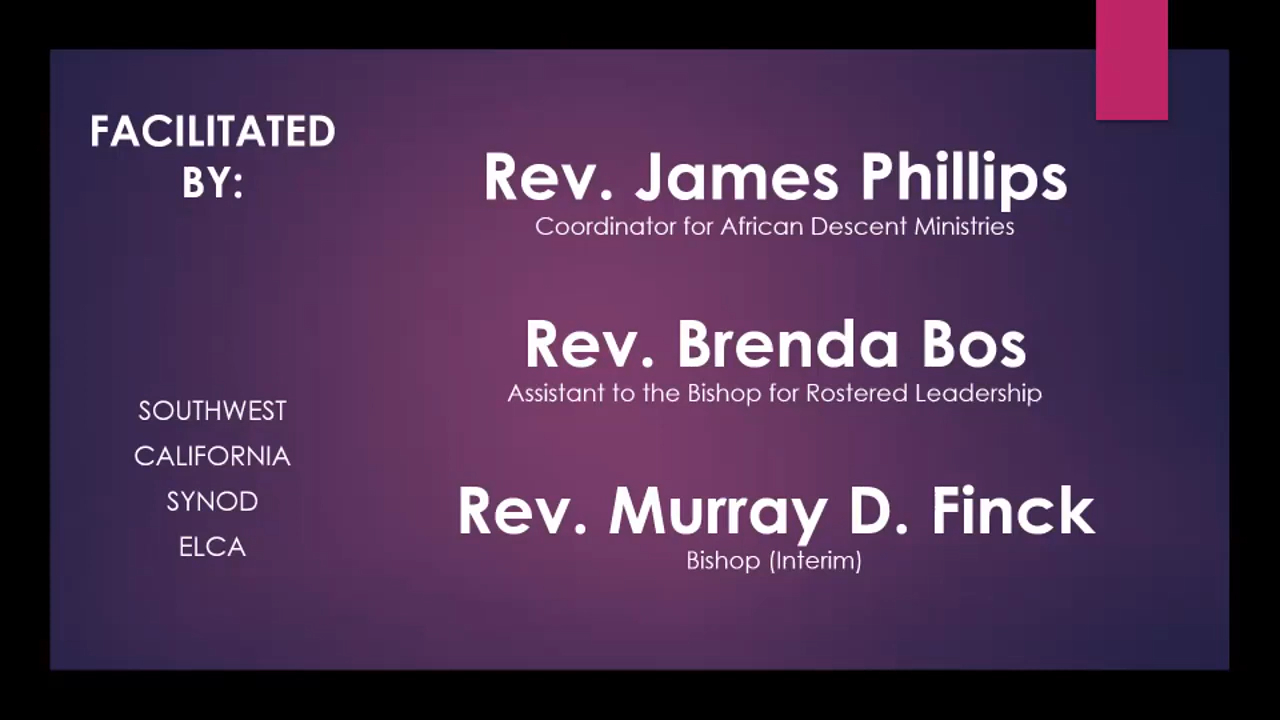 FACILITATED
BY:
SOUTHWEST
CALIFORNIA
SYNOD
ELCA
Rev. James Phillips
Coordinator for African Descent Ministries
Rev. Brenda Bos
Assistant to the Bishop for Rostered Leadership
Rev. Murray D. Finck
Bishop (Interim)